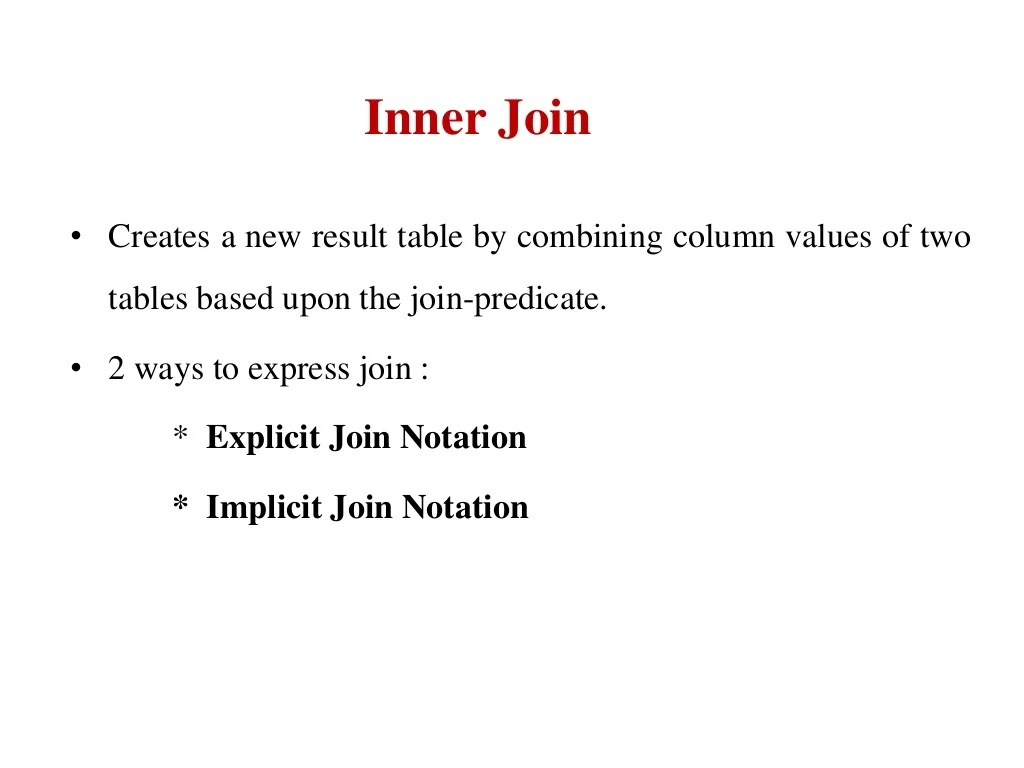 Inner Join
• Creates a new result table by combining column values of two
tables based upon the join-predicate.
• 2 ways to express join :
* Explicit Join Notation
* Implicit Join Notation